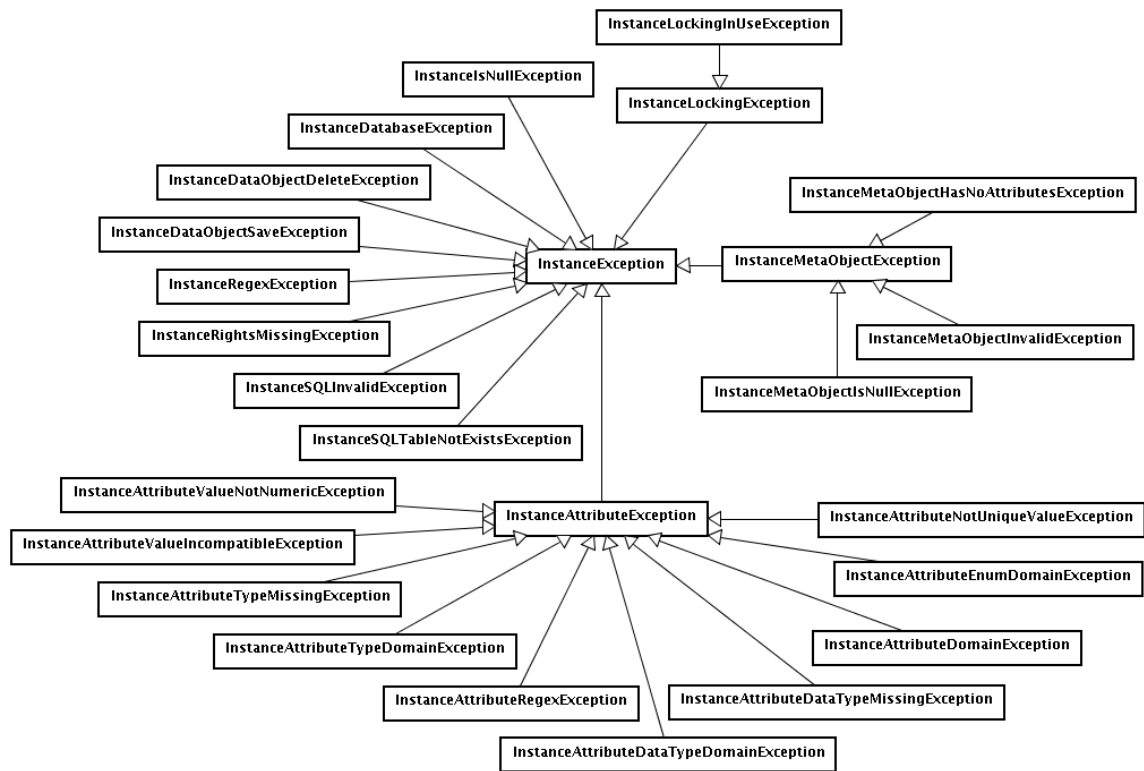 InstanceLockingInUseException
InstanceIsNullException
InstanceLockingException
InstanceDatabaseException
InstanceDataObjectDeleteException
InstanceMetaObjectHasNoAttributesException
InstanceDataObjectSaveException
InstanceException
InstanceMetaObjectException
InstanceRegexException
InstanceRightsMissingException
InstanceMetaObjectInvalidException
InstanceSQLInvalidException
InstanceMetaObjectIsNullException
InstanceSQLTableNotExistsException
InstanceAttributeValueNotNumericException
InstanceAttributeException
InstanceAttributeNotUniqueValueException
InstanceAttributeValueIncompatibleException
InstanceAttributeEnumDomainException
InstanceAttributeTypeMissingException
InstanceAttributeTypeDomainException
InstanceAttributeDomainException
InstanceAttributeRegexException
InstanceAttributeDataTypeMissingException
InstanceAttributeDataTypeDomainException